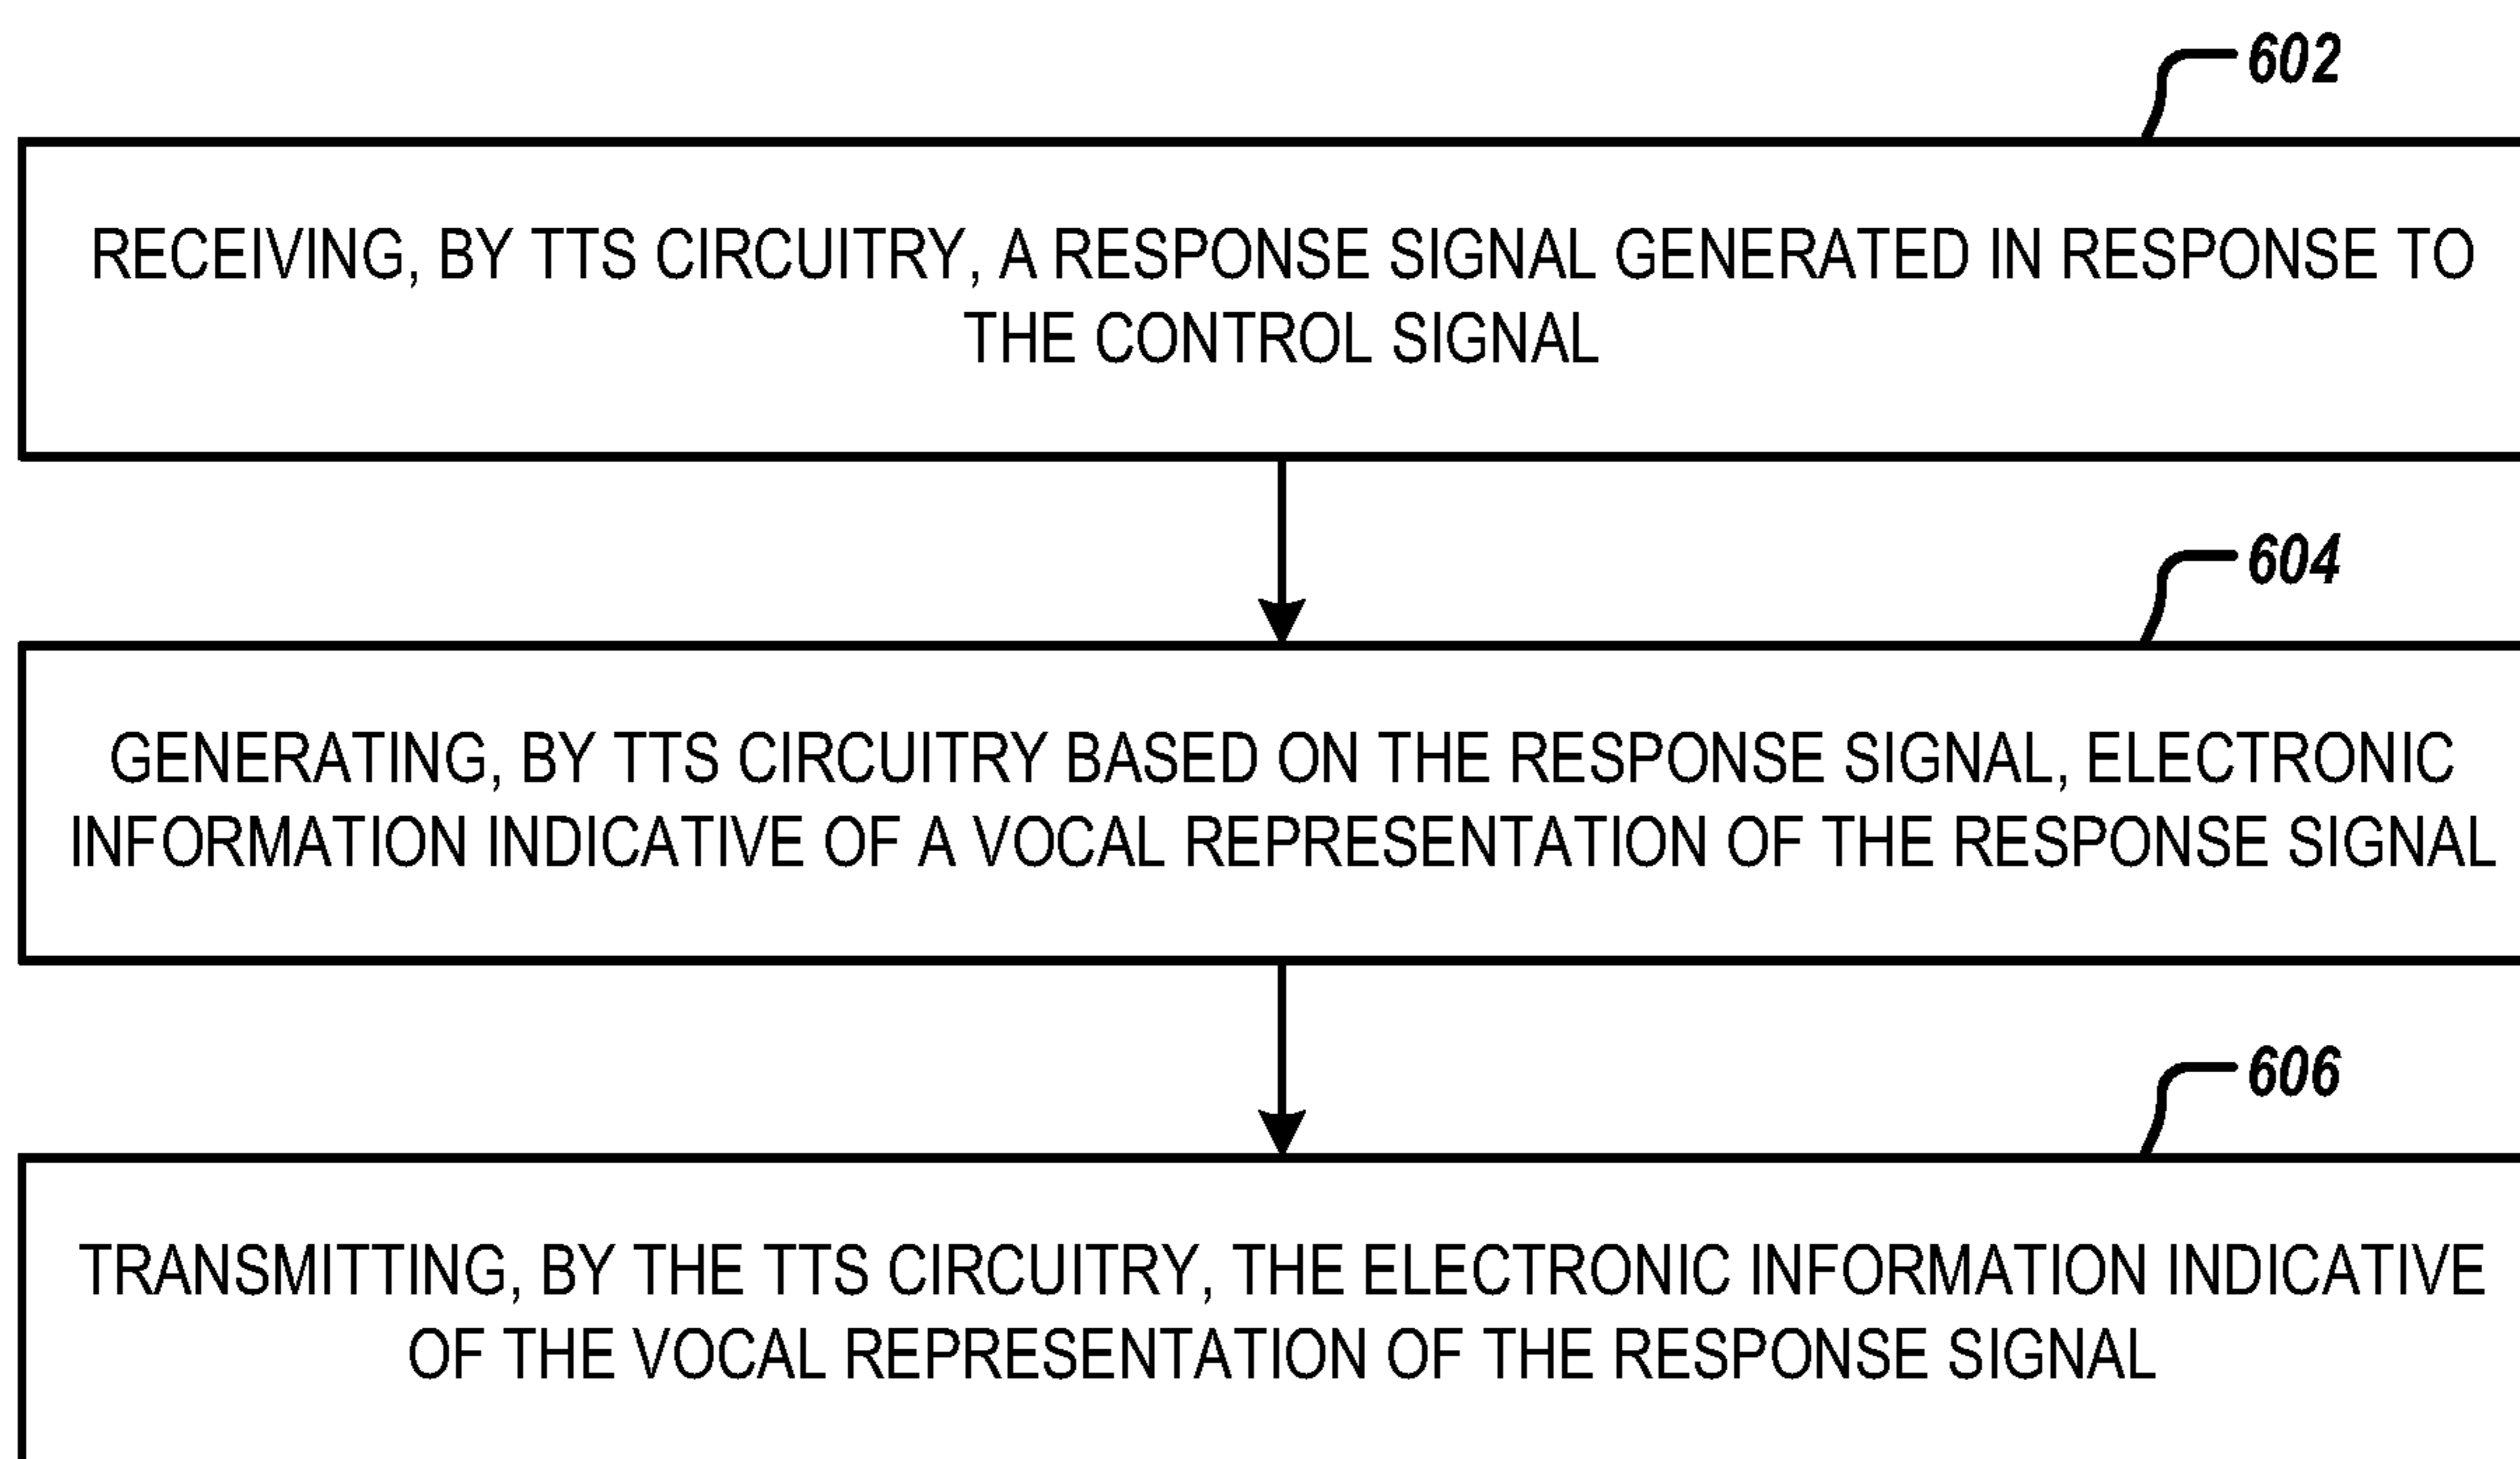 602
RECEIVING, BY TTS CIRCUITRY, A RESPONSE SIGNAL GENERATED IN RESPONSE TO
THE CONTROL SIGNAL
604
GENERATING, BY TTS CIRCUITRY BASED ON THE RESPONSE SIGNAL, ELECTRONIC
INFORMATION INDICATIVE OF A VOCAL REPRESENTATION OF THE RESPONSE SIGNAL
606
TRANSMITTING, BY THE TTS CIRCUITRY, THE ELECTRONIC INFORMATION INDICATIVE
OF THE VOCAL REPRESENTATION OF THE RESPONSE SIGNAL